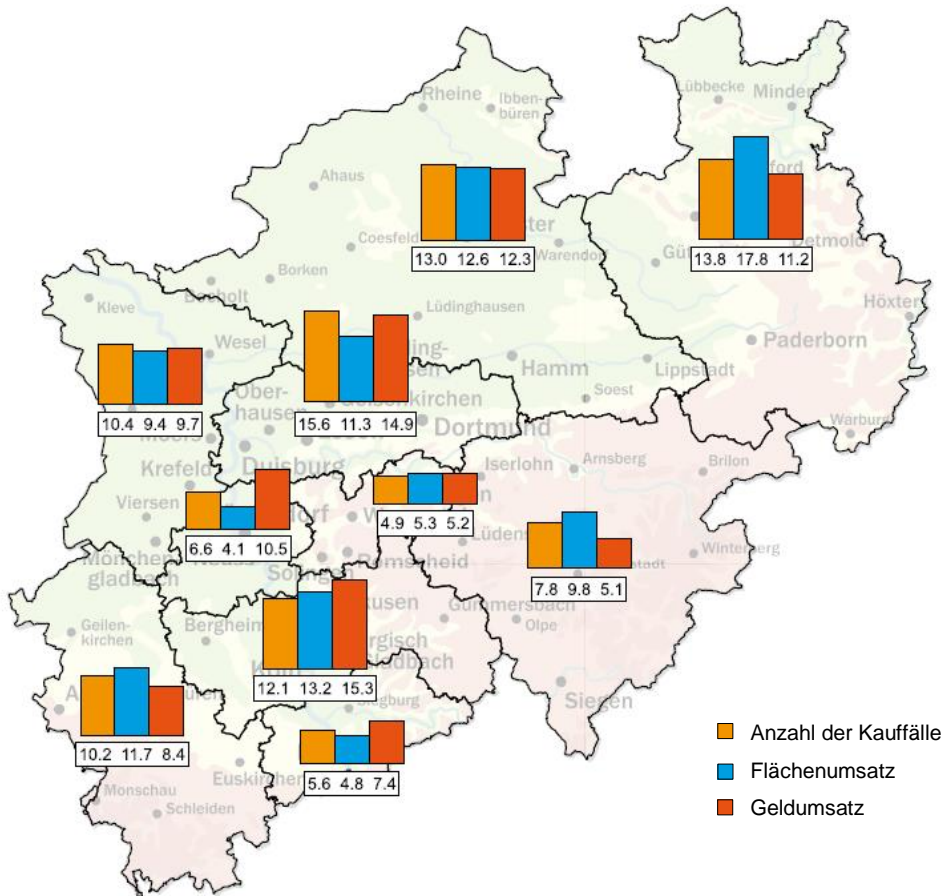 Rheine
Ibben-
büren
Lübbecke
Minden
Ahaus
Coesfeld
Warendorf
Detmold
13.0 12.6 12.3
13.8 17.8 11.2
Borken
Höxter
Kleve
Lüdinghausen
Wesel
Paderborn
Hamm
Lippstadt
Soest
Ober-
hausen
10.4 9.4 9.7
15.6 11.3 14.9
Dortmund
Warburg
Duisburg
Iserlohn
Arnsberg
Brilon
Krefeld
Viersen
4.9 5.3 5.2
6.6 4.1 10.5
Winterberg
Mönchen
gladbach
Remscheid
Solingen
7.8 9.8 5.1
Gummersbach
Olpe
Geilen-
kirchen
Bergheim
12.1 13.2 15.3
Siegen
10.2 11.7 8.4
Euskirchen
5.6 4.8 7.4
Monschau
Schleiden
Anzahl der Kauffälle
Flächenumsatz
Geldumsatz